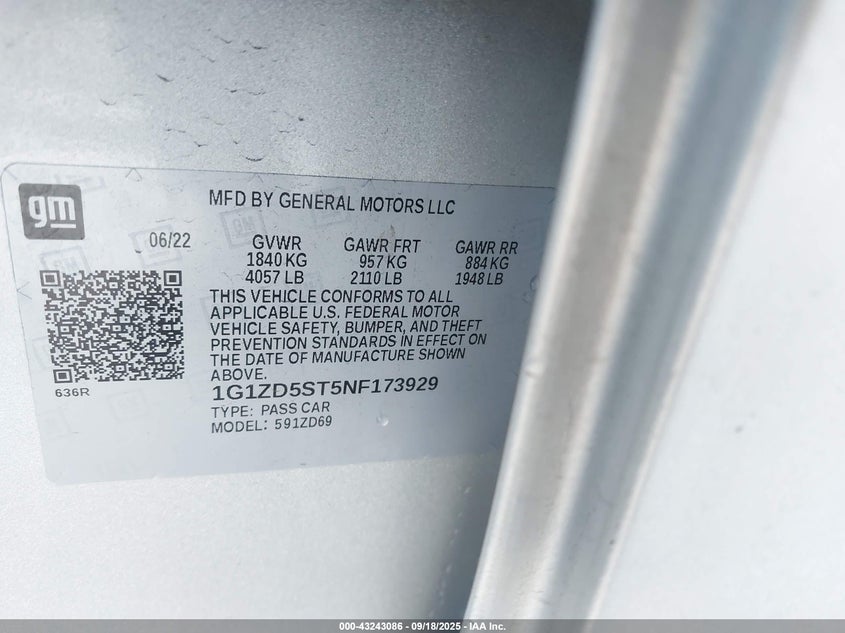 gm
MFD BY GENERAL MOTORS LLC
06/22
GVWR GAWR FRT GAWR RR
1840 KG 957 KG 884 KG
4057 LB 2110 LB 1948 LB
THIS VEHICLE CONFORMS TO ALL
APPLICABLE U.S. FEDERAL MOTOR
VEHICLE SAFETY, BUMPER, AND THEFT
PREVENTION STANDARDS IN EFFECT ON
THE DATE OF MANUFACTURE SHOWN
ABOVE.
636R
1G1ZD5ST5NF173929
TYPE: PASS CAR
MODEL: 591ZD69
000-43243086 - 09/18/2025 - IAA Inc.